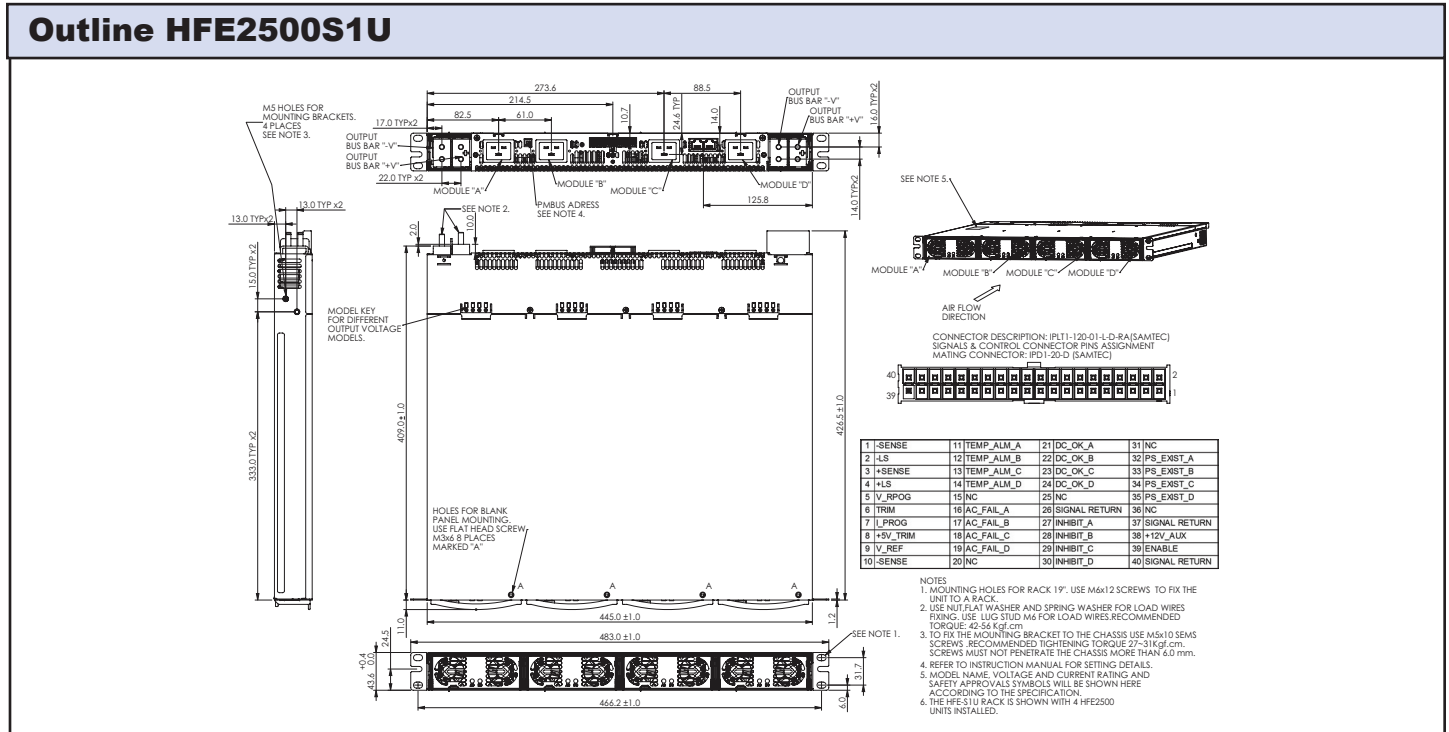 Outline HFE2500S1U
273.6
88.5
214.5
82.5
61.0
10.7
24.6 TYP
14.0
OUTPUT
BUS BAR "-V"
OUTPUT
BUS BAR "+V"
16.0 TYPx2
M5 HOLES FOR
MOUNTING BRACKETS.
4 PLACES
SEE NOTE 3.
17.0 TYPx2
OUTPUT
BUS BAR"-V"
OUTPUT
BUS BAR"+V"
22.0 TYP x2
MODULE "A"
MODULE "B"
MODULE "C"
MODULE "D"
PMBUS ADRESS
SEE NOTE 4.
125.8
14.0 TYPx2
SEE NOTE 5.
13.0 TYP x2
13.0 TYPx2
15.0 TYP x2
333.0 TYP x2
SEE NOTE 2.
2.0
10.0
MODEL KEY
FOR DIFFERENT
OUTPUT VOLTAGE
MODELS.
409.0±1.0
426.5 ±1.0
HOLES FOR BLANK
PANEL MOUNTING.
USE FLAT HEAD SCREW
M3x6 8 PLACES
MARKED "A"
A
A
A
A
11.0
445.0 ±1.0
1.2
483.0 ±1.0
SEE NOTE 1.
24.5
+0.4
0.0
43.6
31.7
6.0
466.2 ±1.0
MODULE "A"
MODULE "B"
MODULE "C"
MODULE "D"
AIR FLOW
DIRECTION
CONNECTOR DESCRIPTION: IPLT1-120-01-L-D-RA(SAMTEC)
SIGNALS & CONTROL CONNECTOR PINS ASSIGNMENT
MATING CONNECTOR: IPD1-20-D (SAMTEC)
40
2
39
1
1 -SENSE 11 TEMP_ALM_A 21 DC_OK_A 31 NC
2 -LS 12 TEMP_ALM_B 22 DC_OK_B 32 PS_EXIST_A
3 +SENSE 13 TEMP_ALM_C 23 DC_OK_C 33 PS_EXIST_B
4 +LS 14 TEMP_ALM_D 24 DC_OK_D 34 PS_EXIST_C
5 V_RPOG 15 NC 25 NC 35 PS_EXIST_D
6 TRIM 16 AC_FAIL_A 26 SIGNAL RETURN 36 NC
7 I_PROG 17 AC_FAIL_B 27 INHIBIT_A 37 SIGNAL RETURN
8 +5V_TRIM 18 AC_FAIL_C 28 INHIBIT_B 38 +12V_AUX
9 V_REF 19 AC_FAIL_D 29 INHIBIT_C 39 ENABLE
10 -SENSE 20 NC 30 INHIBIT_D 40 SIGNAL RETURN
NOTES
1. MOUNTING HOLES FOR RACK 19". USE M6x12 SCREWS TO FIX THE
UNIT TO A RACK.
2. USE NUT,FLAT WASHER AND SPRING WASHER FOR LOAD WIRES
FIXING. USE LUG STUD M6 FOR LOAD WIRES.RECOMMENDED
TORQUE: 42-56 Kgf.cm
3. TO FIX THE MOUNTING BRACKET TO THE CHASSIS USE M5x10 SEMS
SCREWS .RECOMMENDED TIGHTENING TORQUE 27~31Kgf.cm.
SCREWS MUST NOT PENETRATE THE CHASSIS MORE THAN 6.0 mm.
4. REFER TO INSTRUCTION MANUAL FOR SETTING DETAILS.
5. MODEL NAME, VOLTAGE AND CURRENT RATING AND
SAFETY APPROVALS SYMBOLS WILL BE SHOWN HERE
ACCORDING TO THE SPECIFICATION.
6. THE HFE-S1U RACK IS SHOWN WITH 4 HFE2500
UNITS INSTALLED.